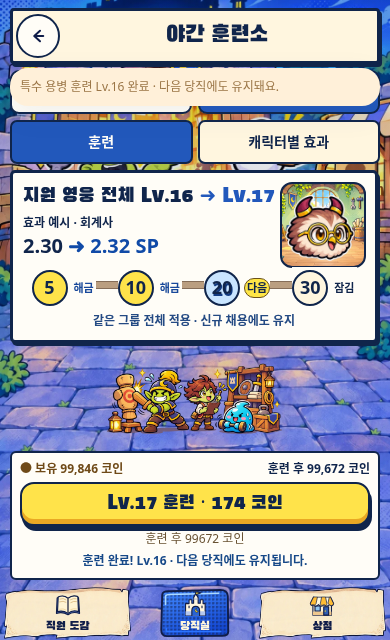 야간 훈련소
특수 용병 훈련 Lv.16 완료 · 다음 당직에도 유지돼요.
훈련
캐릭터별 효과
지원 영웅 전체 Lv.16 → Lv.17
효과 예시 · 회계사
2.30 → 2.32 SP
5 해금 10 해금 20 다음 30 잠김
같은 그룹 전체 적용 · 신규 채용에도 유지
보유 99,846 코인
훈련 후 99,672 코인
Lv.17 훈련 · 174 코인
훈련 후 99672 코인
훈련 완료! Lv.16 · 다음 당직에도 유지됩니다.
직원 도감
당직실
상점